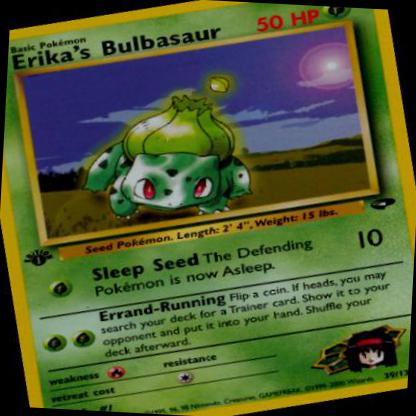 Basic Pokémon
Erika's Bulbasaur 50 HP
Seed Pokémon. Length: 2' 4", Weight: 15 lbs.
Sleep Seed The Defending Pokémon is now Asleep. 10
Errand-Running Flip a coin. If heads, you may
search your deck for a Trainer card. Show it to your
opponent and put it into your hand. Shuffle your
deck afterward.
weakness resistance
retreat cost